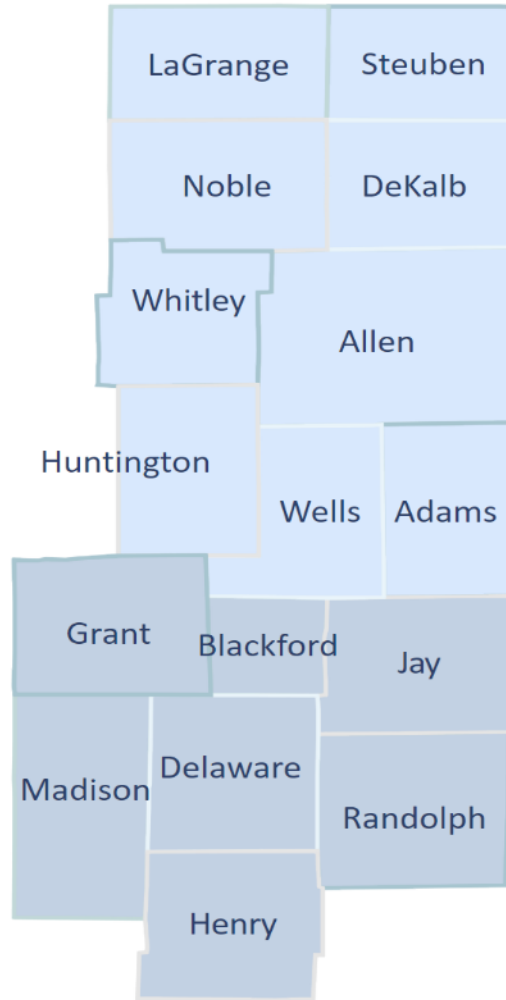 LaGrange
Steuben
Noble
DeKalb
Whitley
Allen
Huntington
Wells
Adams
Grant
Blackford
Jay
Delaware
Madison
Randolph
Henry